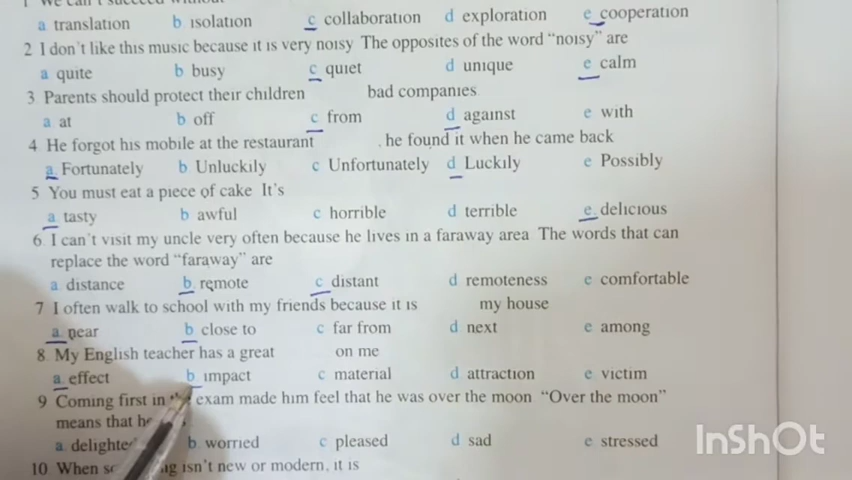 1 We can't succeed without
a translation b isolation c collaboration d exploration e cooperation
2 I don't like this music because it is very noisy The opposites of the word "noisy" are
a quite b busy c quiet d unique e calm
3 Parents should protect their children bad companies
a at b off c from d against e with
4 He forgot his mobile at the restaurant . he found it when he came back
a. Fortunately b Unluckily c Unfortunately d Luckily e Possibly
5 You must eat a piece of cake It's
a tasty b awful c horrible d terrible e. delicious
6. I can't visit my uncle very often because he lives in a faraway area The words that can
replace the word "faraway" are
a. distance b. remote c distant d remoteness e comfortable
7 I often walk to school with my friends because it is my house
a. near b close to c far from d next e among
8. My English teacher has a great on me
a. effect b impact c material d attraction e victim
9 Coming first in exam made him feel that he was over the moon "Over the moon"
means that he
a. delighted b. worried c pleased d sad e stressed
10 When isn't new or modern, it is
InShOt